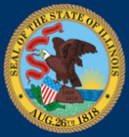 SEAL OF THE STATE OF ILLINOIS
AUG. 26TH 1818